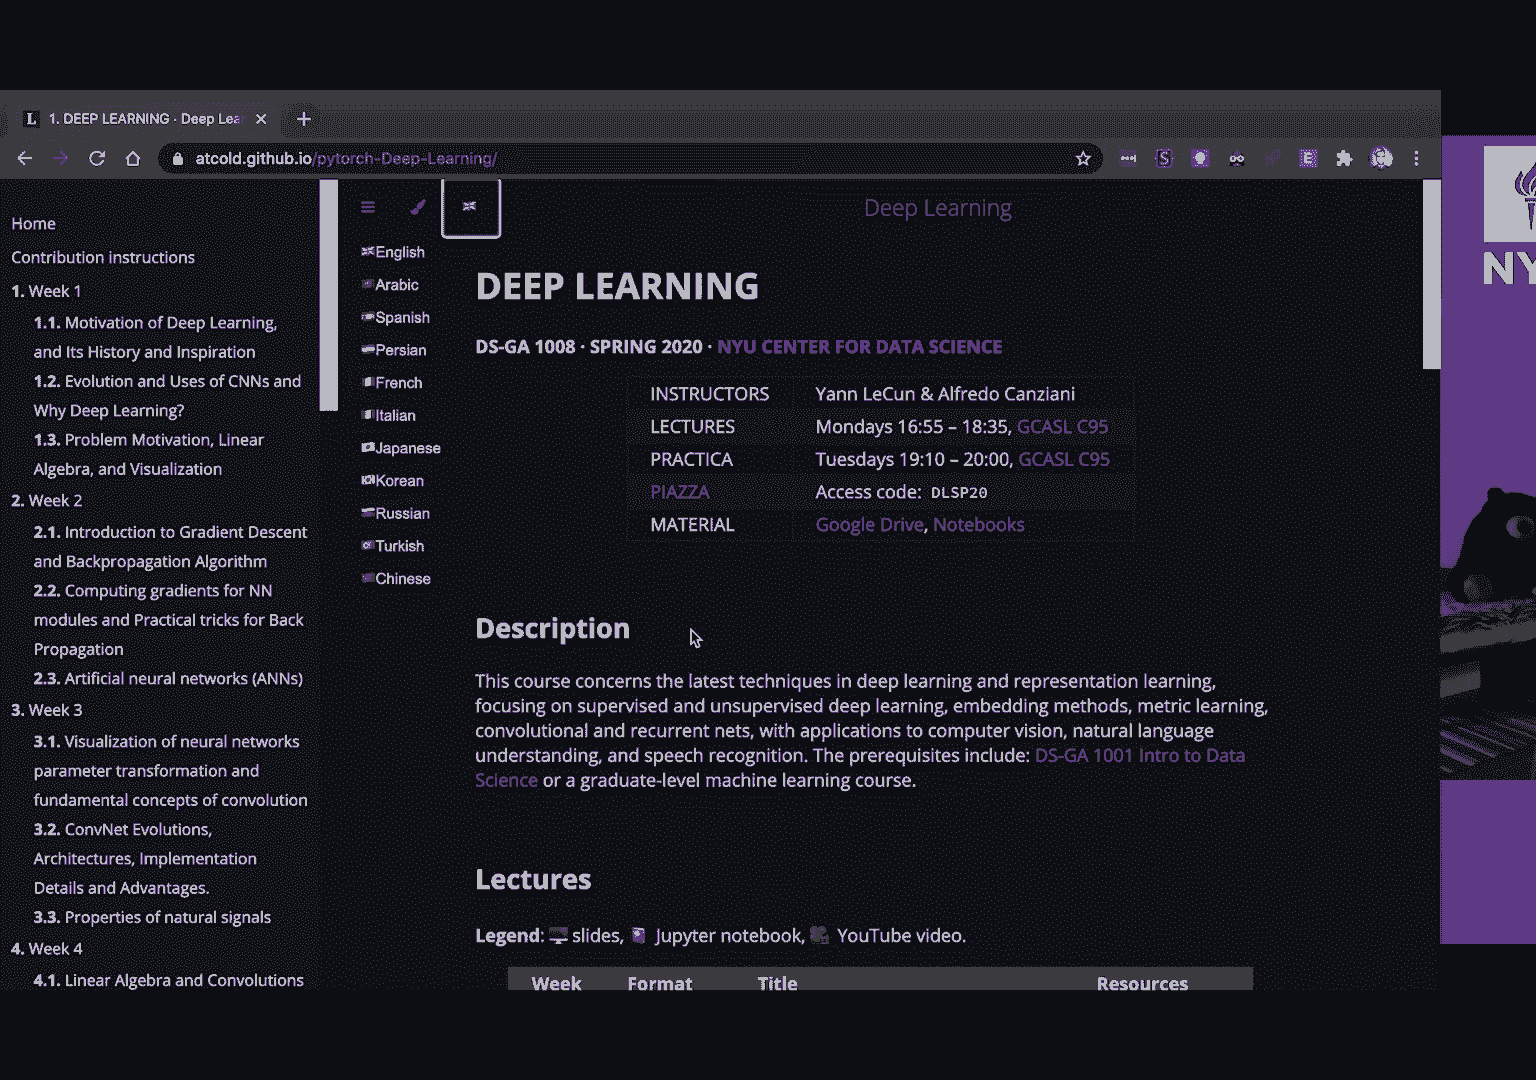 L 1. DEEP LEARNING · Deep Lea
atcold.github.io/pytorch-Deep-Learning/
Home
Contribution instructions
1. Week 1
1.1. Motivation of Deep Learning,
and Its History and Inspiration
1.2. Evolution and Uses of CNNs and
Why Deep Learning?
1.3. Problem Motivation, Linear
Algebra, and Visualization
2. Week 2
2.1. Introduction to Gradient Descent
and Backpropagation Algorithm
2.2. Computing gradients for NN
modules and Practical tricks for Back
Propagation
2.3. Artificial neural networks (ANNs)
3. Week 3
3.1. Visualization of neural networks
parameter transformation and
fundamental concepts of convolution
3.2. ConvNet Evolutions,
Architectures, Implementation
Details and Advantages.
3.3. Properties of natural signals
4. Week 4
4.1. Linear Algebra and Convolutions
English
Arabic
Spanish
Persian
French
Italian
Japanese
Korean
Russian
Turkish
Chinese
Deep Learning
DEEP LEARNING
DS-GA 1008 · SPRING 2020 · NYU CENTER FOR DATA SCIENCE
INSTRUCTORS Yann LeCun & Alfredo Canziani
LECTURES Mondays 16:55 – 18:35, GCASL C95
PRACTICA Tuesdays 19:10 – 20:00, GCASL C95
PIAZZA Access code: DLSP20
MATERIAL Google Drive, Notebooks
Description
This course concerns the latest techniques in deep learning and representation learning,
focusing on supervised and unsupervised deep learning, embedding methods, metric learning,
convolutional and recurrent nets, with applications to computer vision, natural language
understanding, and speech recognition. The prerequisites include: DS-GA 1001 Intro to Data
Science or a graduate-level machine learning course.
Lectures
Legend: slides, Jupyter notebook, YouTube video.
Week Format Title Resources
NY